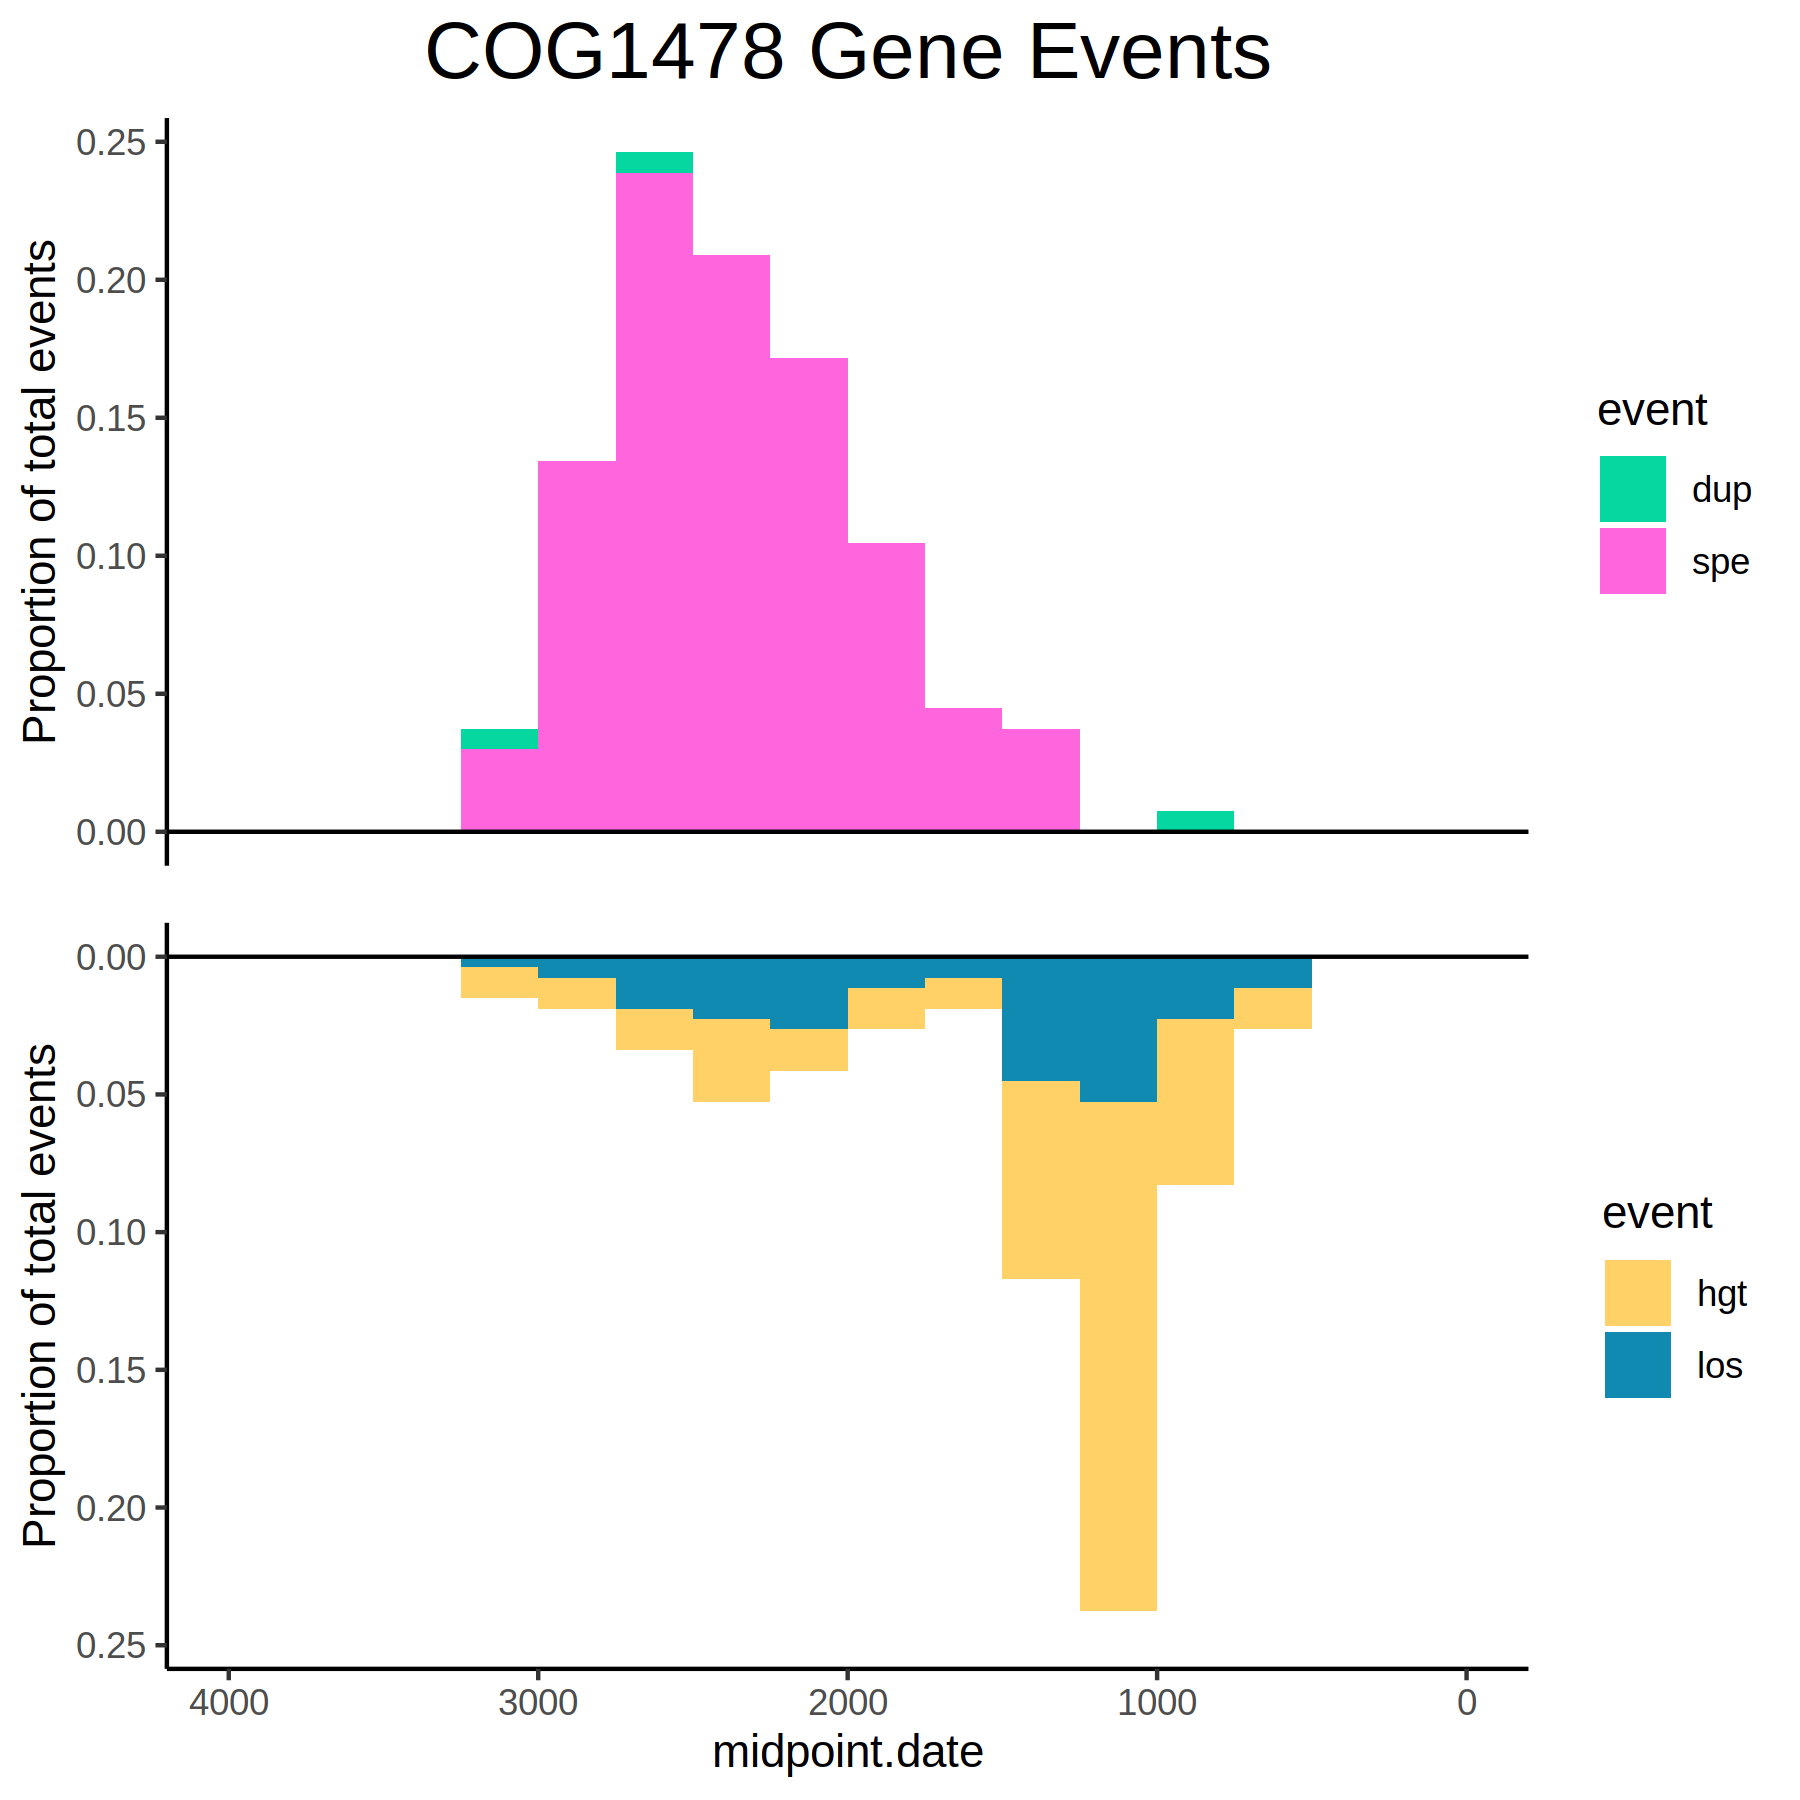 COG1478 Gene Events
Proportion of total events
0.25
0.20
0.15
0.10
0.05
0.00
event
dup
spe
Proportion of total events
0.00
0.05
0.10
0.15
0.20
0.25
event
hgt
los
4000 3000 2000 1000 0
midpoint.date